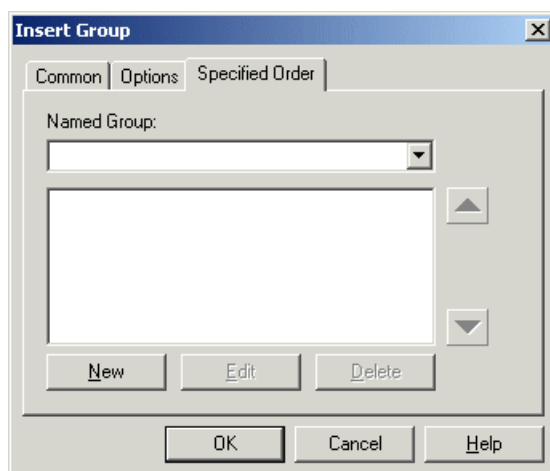 Insert Group
Common Options Specified Order
Named Group:
New Edit Delete
OK Cancel Help